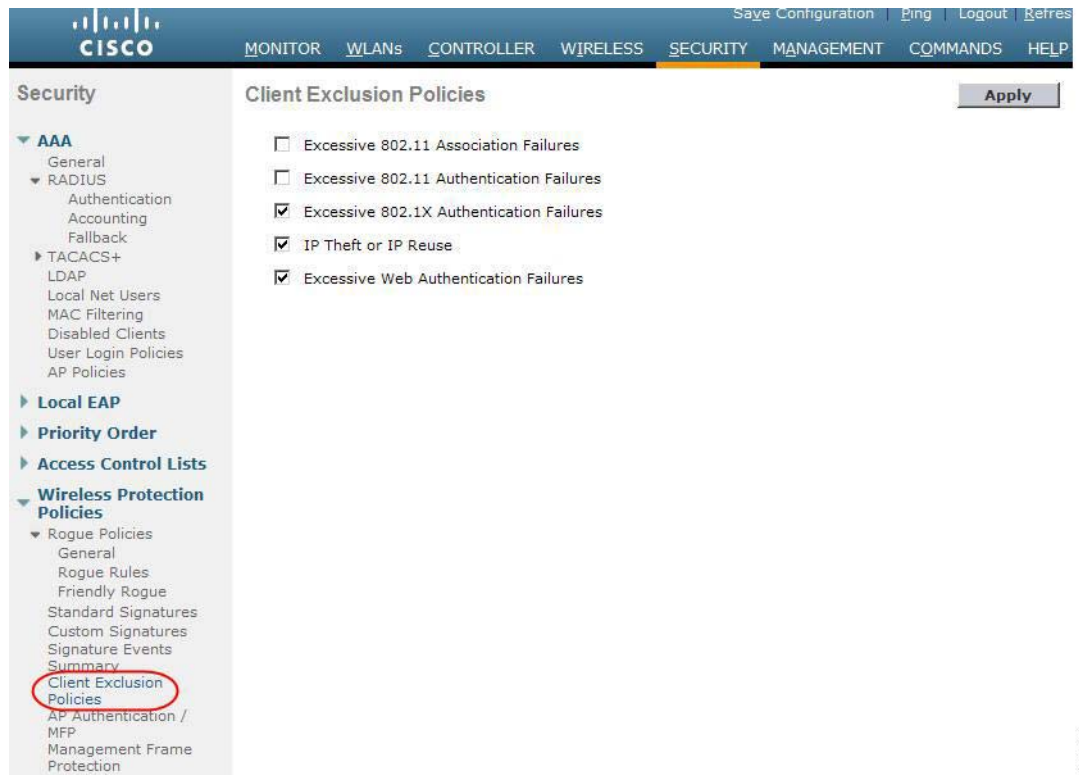 Save Configuration | Ping | Logout | Refres
CISCO
MONITOR WLANs CONTROLLER WIRELESS SECURITY MANAGEMENT COMMANDS HELP
Security
AAA
General
RADIUS
Authentication
Accounting
Fallback
TACACS+
LDAP
Local Net Users
MAC Filtering
Disabled Clients
User Login Policies
AP Policies
Local EAP
Priority Order
Access Control Lists
Wireless Protection
Policies
Rogue Policies
General
Rogue Rules
Friendly Rogue
Standard Signatures
Custom Signatures
Signature Events
Summary
Client Exclusion
Policies
AP Authentication /
MFP
Management Frame
Protection
Client Exclusion Policies
Apply
Excessive 802.11 Association Failures
Excessive 802.11 Authentication Failures
Excessive 802.1X Authentication Failures
IP Theft or IP Reuse
Excessive Web Authentication Failures